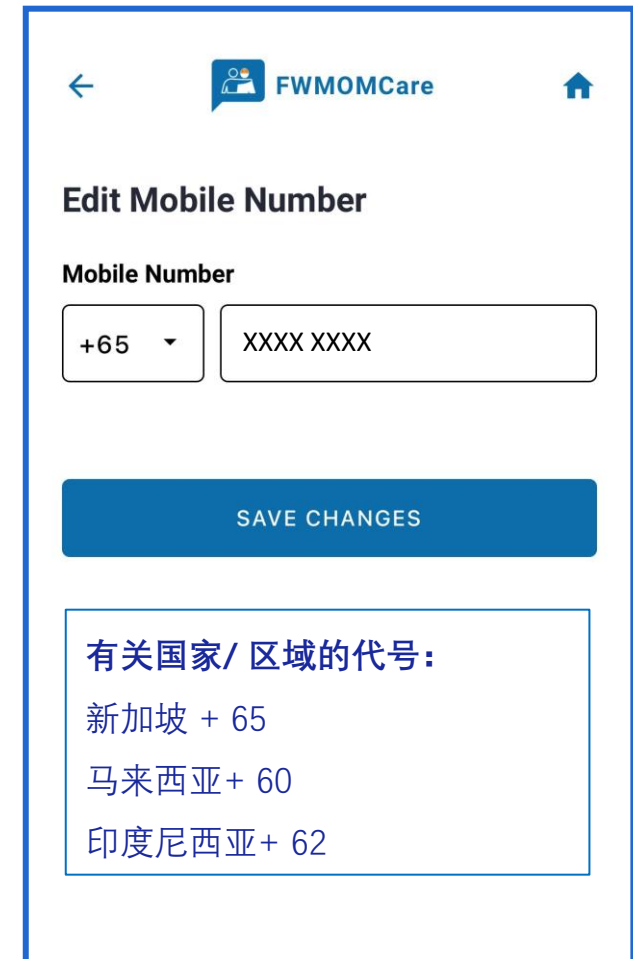 FWMOMCare
Edit Mobile Number
Mobile Number
+65 XXXX XXXX
SAVE CHANGES
有关国家/ 区域的代号：
新加坡 + 65
马来西亚+ 60
印度尼西亚+ 62